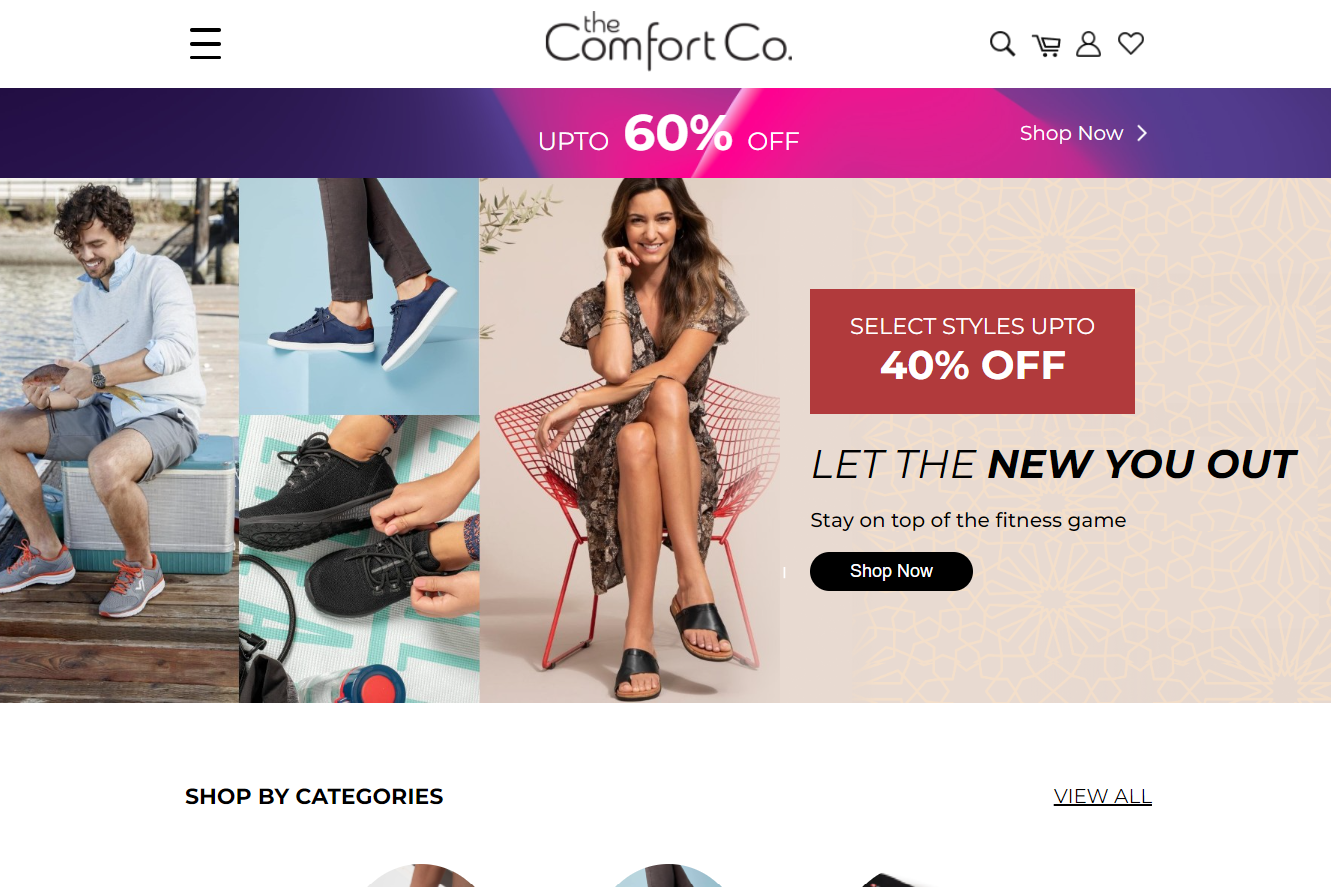 the
Comfort Co.
UPTO 60% OFF
Shop Now
SELECT STYLES UPTO
40% OFF
LET THE NEW YOU OUT
Stay on top of the fitness game
Shop Now
SHOP BY CATEGORIES
VIEW ALL